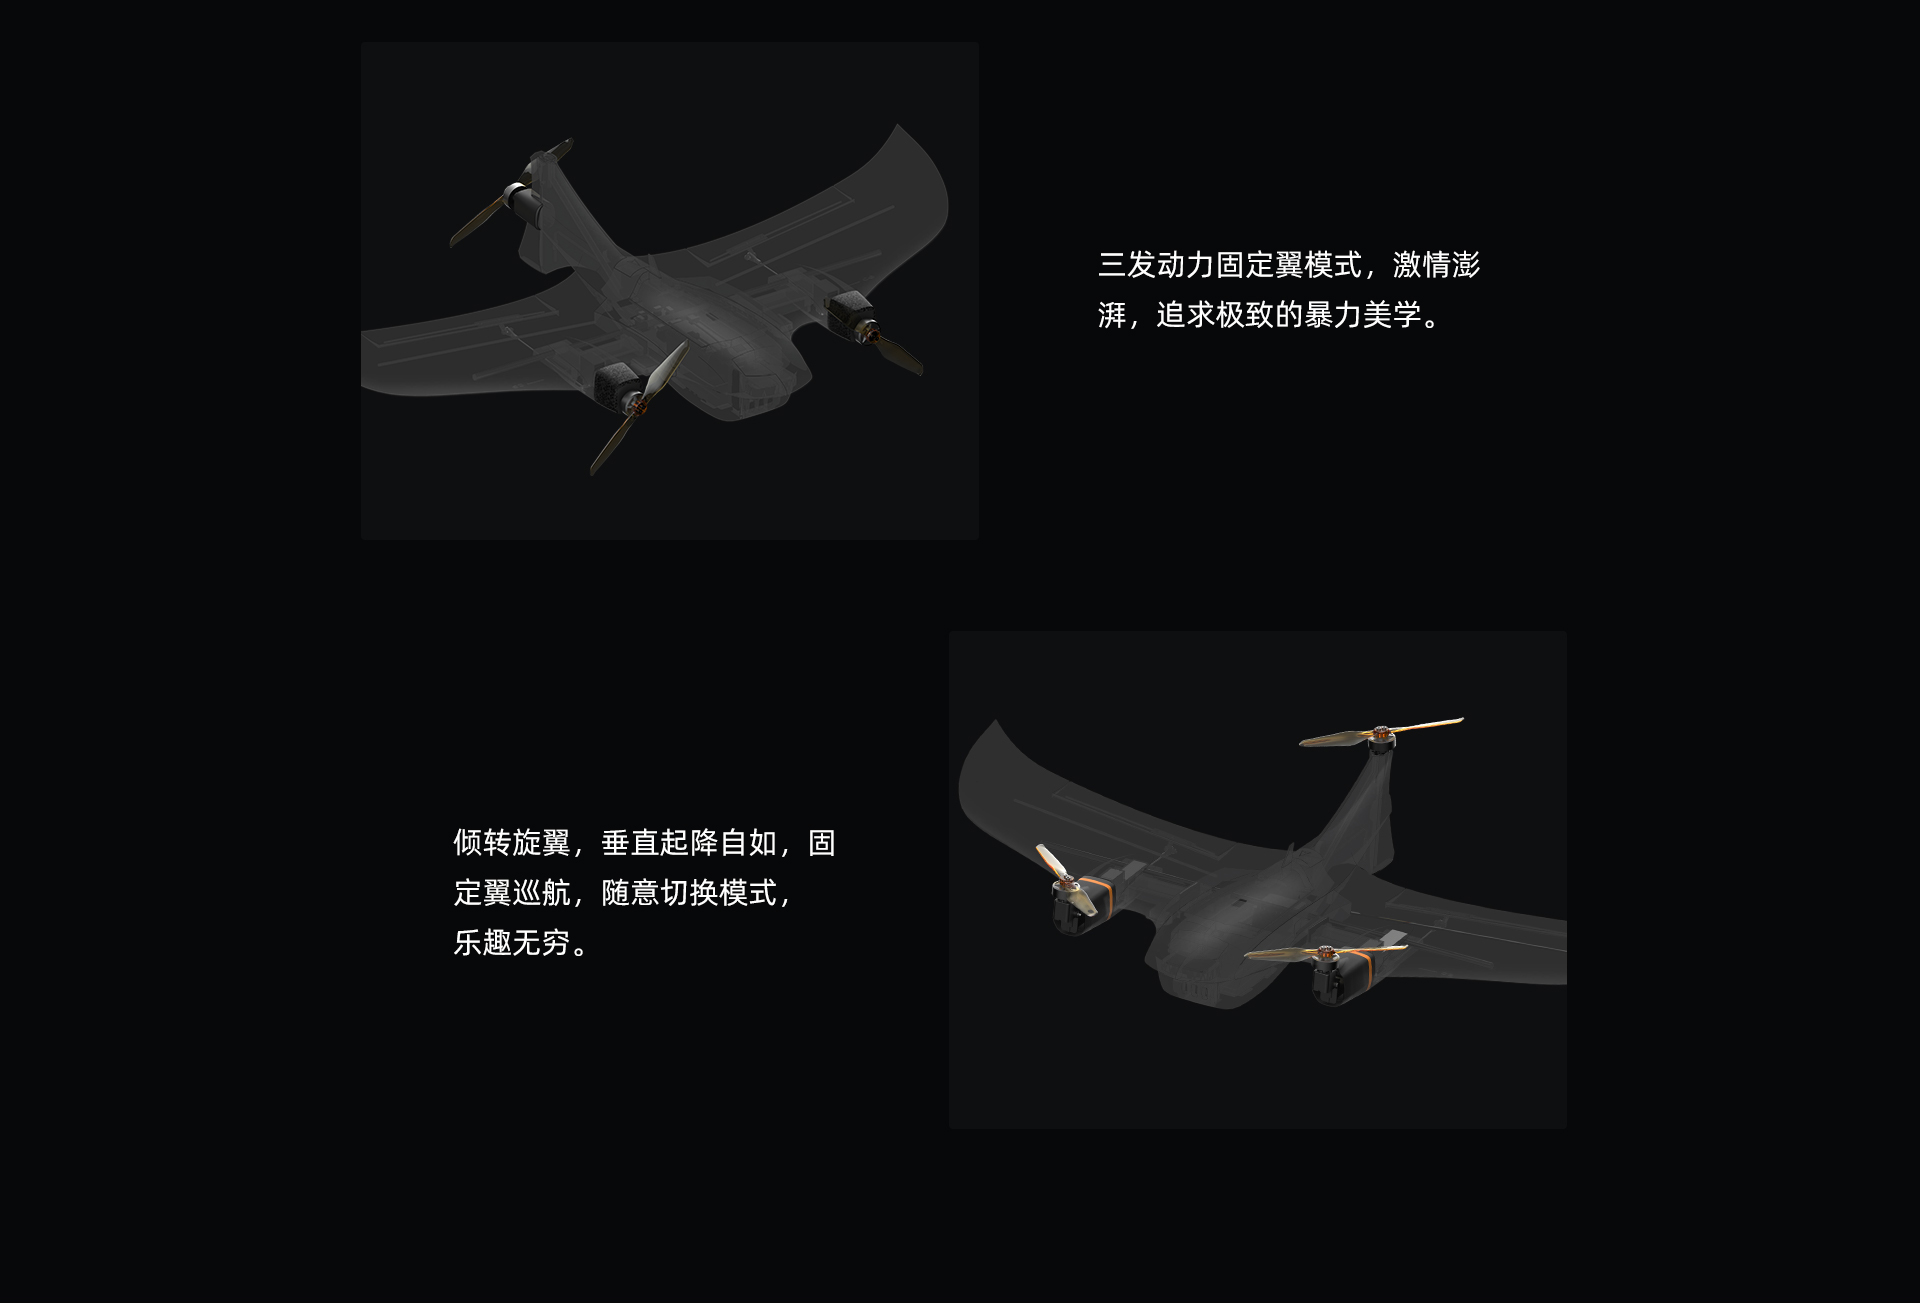 三发动力固定翼模式，激情澎
湃，追求极致的暴力美学。
倾转旋翼，垂直起降自如，固
定翼巡航，随意切换模式，
乐趣无穷。